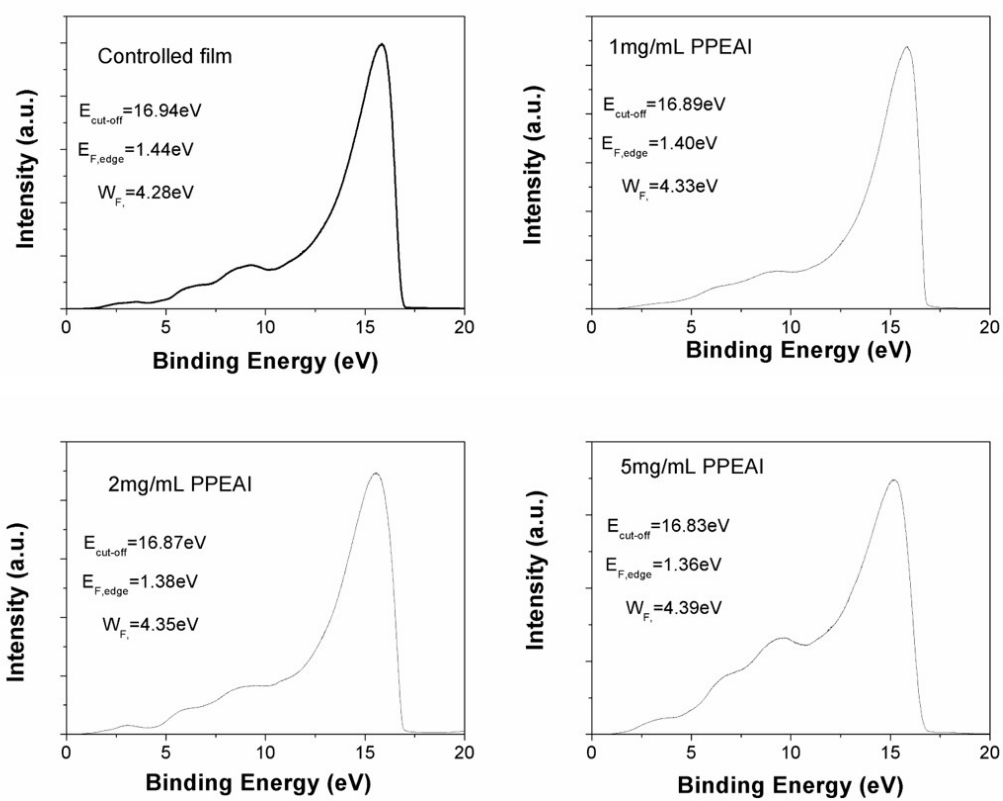 Controlled film
E_cut-off=16.94eV
E_F,edge=1.44eV
W_F,=4.28eV
Intensity (a.u.)
0 5 10 15 20
Binding Energy (eV)
1mg/mL PPEAI
E_cut-off=16.89eV
E_F,edge=1.40eV
W_F,=4.33eV
Intensity (a.u.)
0 5 10 15 20
Binding Energy (eV)
2mg/mL PPEAI
E_cut-off=16.87eV
E_F,edge=1.38eV
W_F,=4.35eV
Intensity (a.u.)
0 5 10 15 20
Binding Energy (eV)
5mg/mL PPEAI
E_cut-off=16.83eV
E_F,edge=1.36eV
W_F,=4.39eV
Intensity (a.u.)
0 5 10 15 20
Binding Energy (eV)